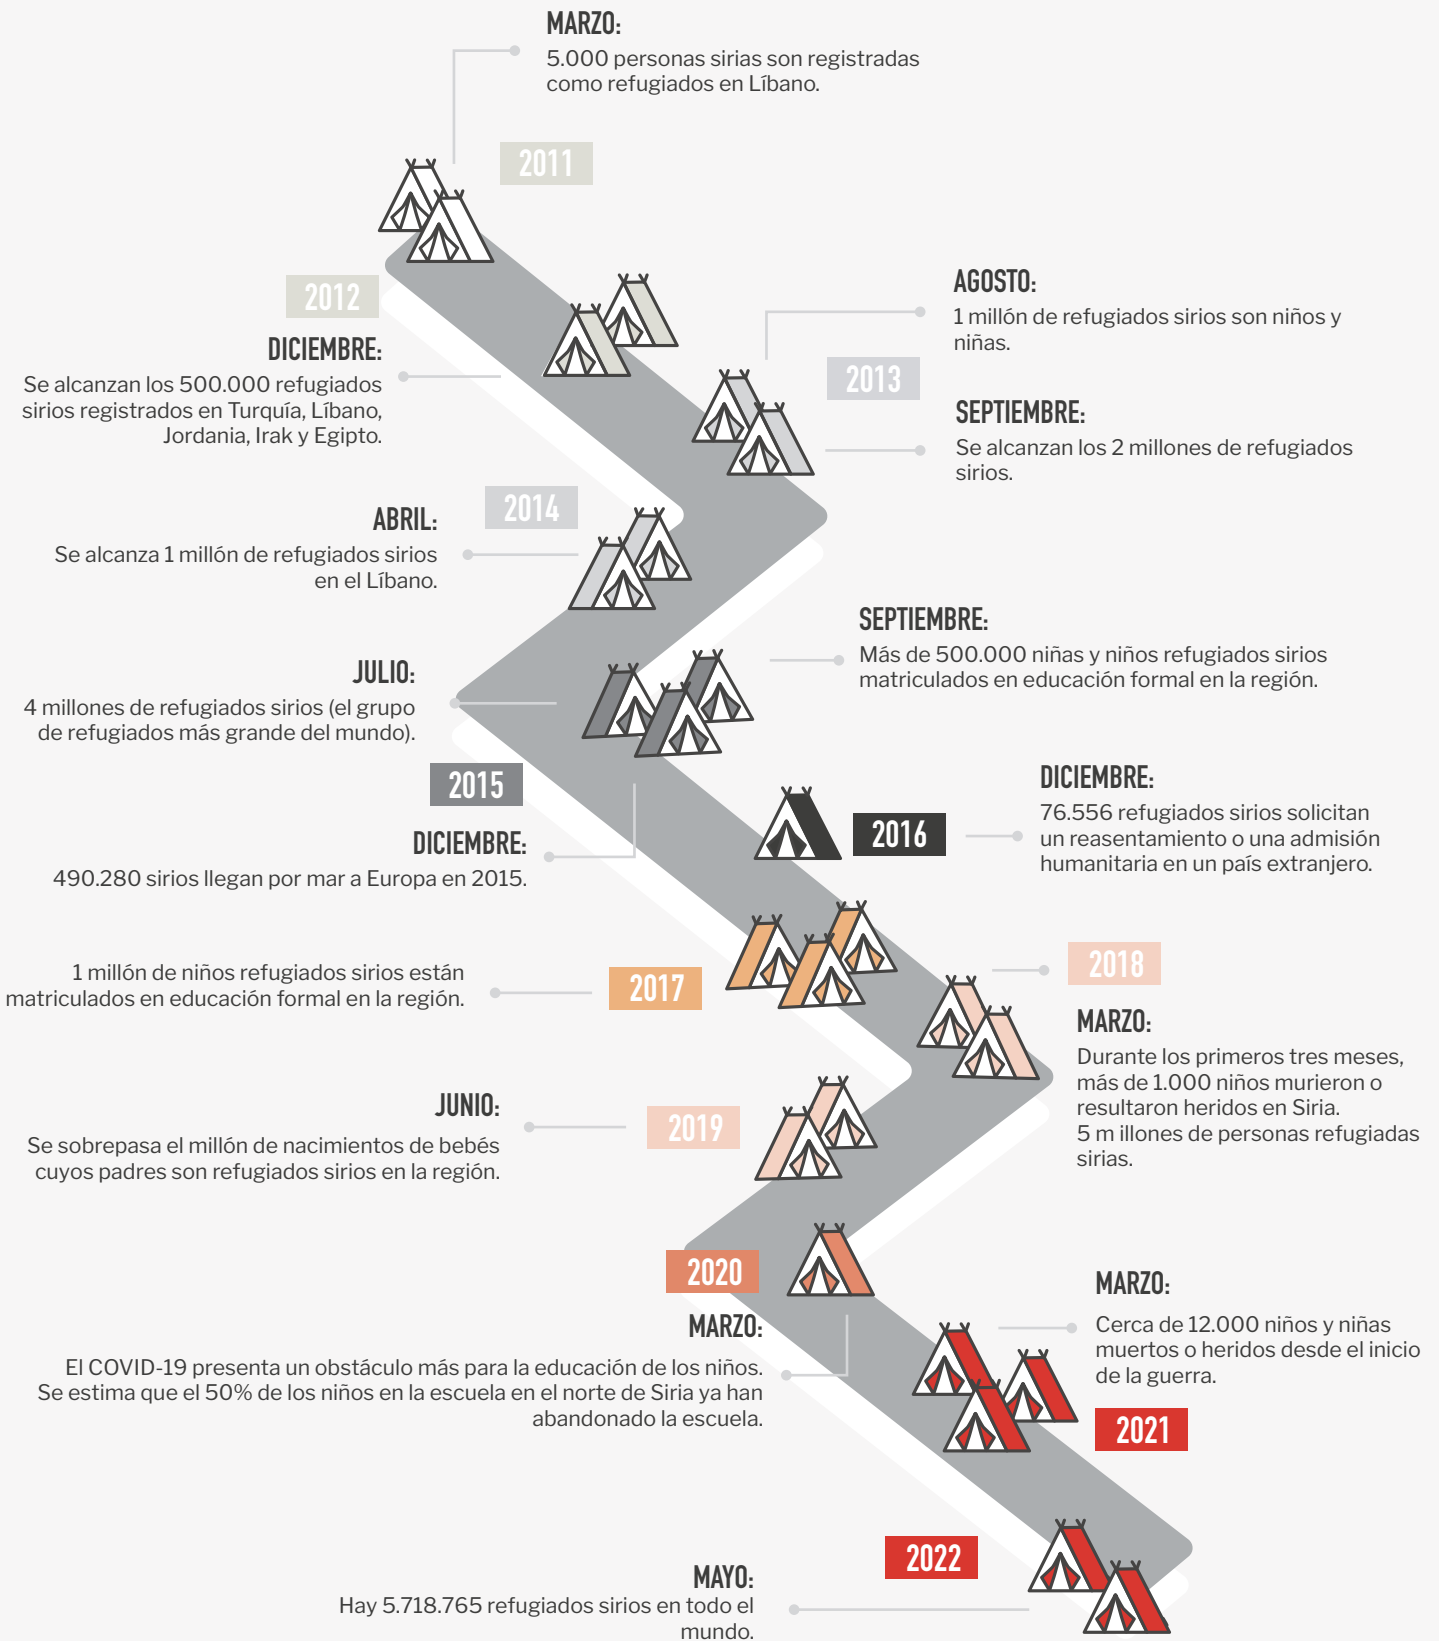 MARZO:
5.000 personas sirias son registradas
como refugiados en Líbano.
2011
2012
DICIEMBRE:
Se alcanzan los 500.000 refugiados
sirios registrados en Turquía, Líbano,
Jordania, Irak y Egipto.
AGOSTO:
1 millón de refugiados sirios son niños y
niñas.
2013
SEPTIEMBRE:
Se alcanzan los 2 millones de refugiados
sirios.
2014
ABRIL:
Se alcanza 1 millón de refugiados sirios
en el Líbano.
SEPTIEMBRE:
Más de 500.000 niñas y niños refugiados sirios
matriculados en educación formal en la región.
JULIO:
4 millones de refugiados sirios (el grupo
de refugiados más grande del mundo).
2015
DICIEMBRE:
490.280 sirios llegan por mar a Europa en 2015.
2016
DICIEMBRE:
76.556 refugiados sirios solicitan
un reasentamiento o una admisión
humanitaria en un país extranjero.
1 millón de niños refugiados sirios están
matriculados en educación formal en la región.
2017
2018
MARZO:
Durante los primeros tres meses,
más de 1.000 niños murieron o
resultaron heridos en Siria.
5 m illones de personas refugiadas
sirias.
JUNIO:
Se sobrepasa el millón de nacimientos de bebés
cuyos padres son refugiados sirios en la región.
2019
2020
MARZO:
El COVID-19 presenta un obstáculo más para la educación de los niños.
Se estima que el 50% de los niños en la escuela en el norte de Siria ya han
abandonado la escuela.
MARZO:
Cerca de 12.000 niños y niñas
muertos o heridos desde el inicio
de la guerra.
2021
2022
MAYO:
Hay 5.718.765 refugiados sirios en todo el
mundo.